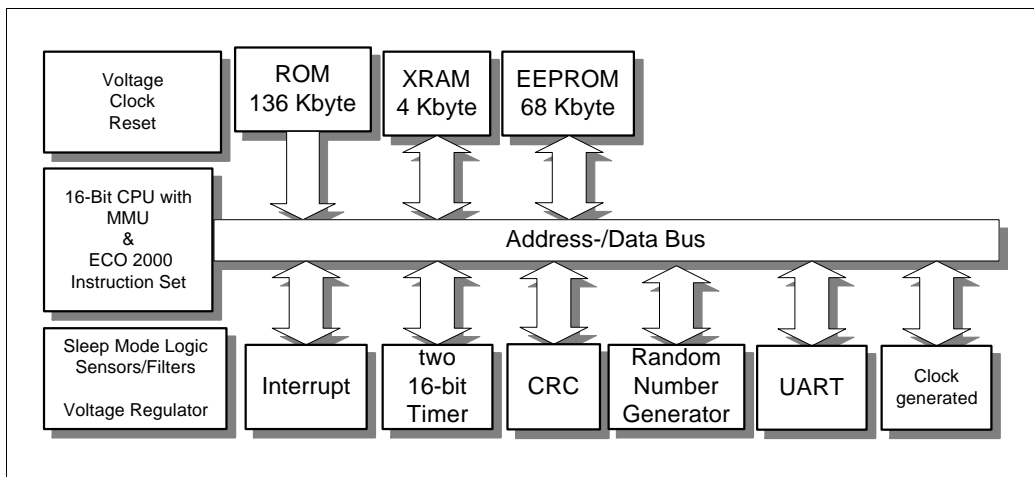 Voltage
Clock
Reset
ROM
136 Kbyte
XRAM
4 Kbyte
EEPROM
68 Kbyte
16-Bit CPU with
MMU
&
ECO 2000
Instruction Set
Address-/Data Bus
Sleep Mode Logic
Sensors/Filters
Voltage Regulator
Interrupt
two
16-bit
Timer
CRC
Random
Number
Generator
UART
Clock
generated